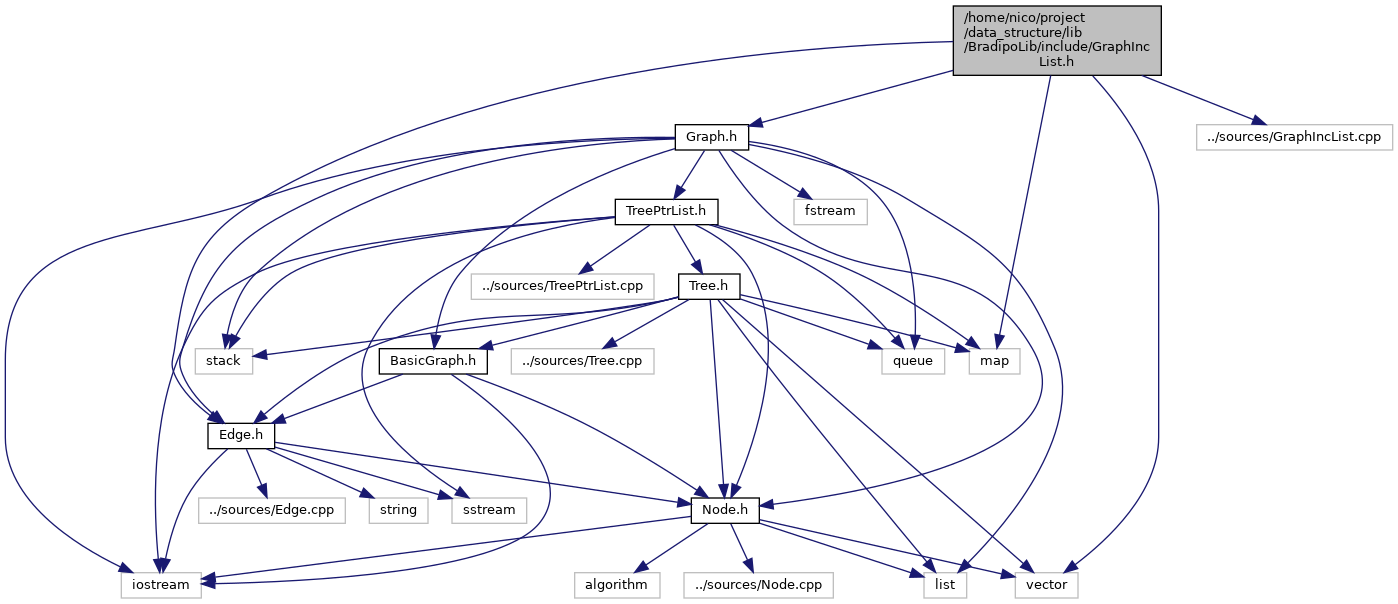 /home/nico/project
/data_structure/lib
/BradipoLib/include/GraphInc
List.h
Graph.h
../sources/GraphIncList.cpp
TreePtrList.h
fstream
../sources/TreePtrList.cpp
Tree.h
stack
BasicGraph.h
../sources/Tree.cpp
queue
map
Edge.h
../sources/Edge.cpp
string
sstream
Node.h
iostream
algorithm
../sources/Node.cpp
list
vector